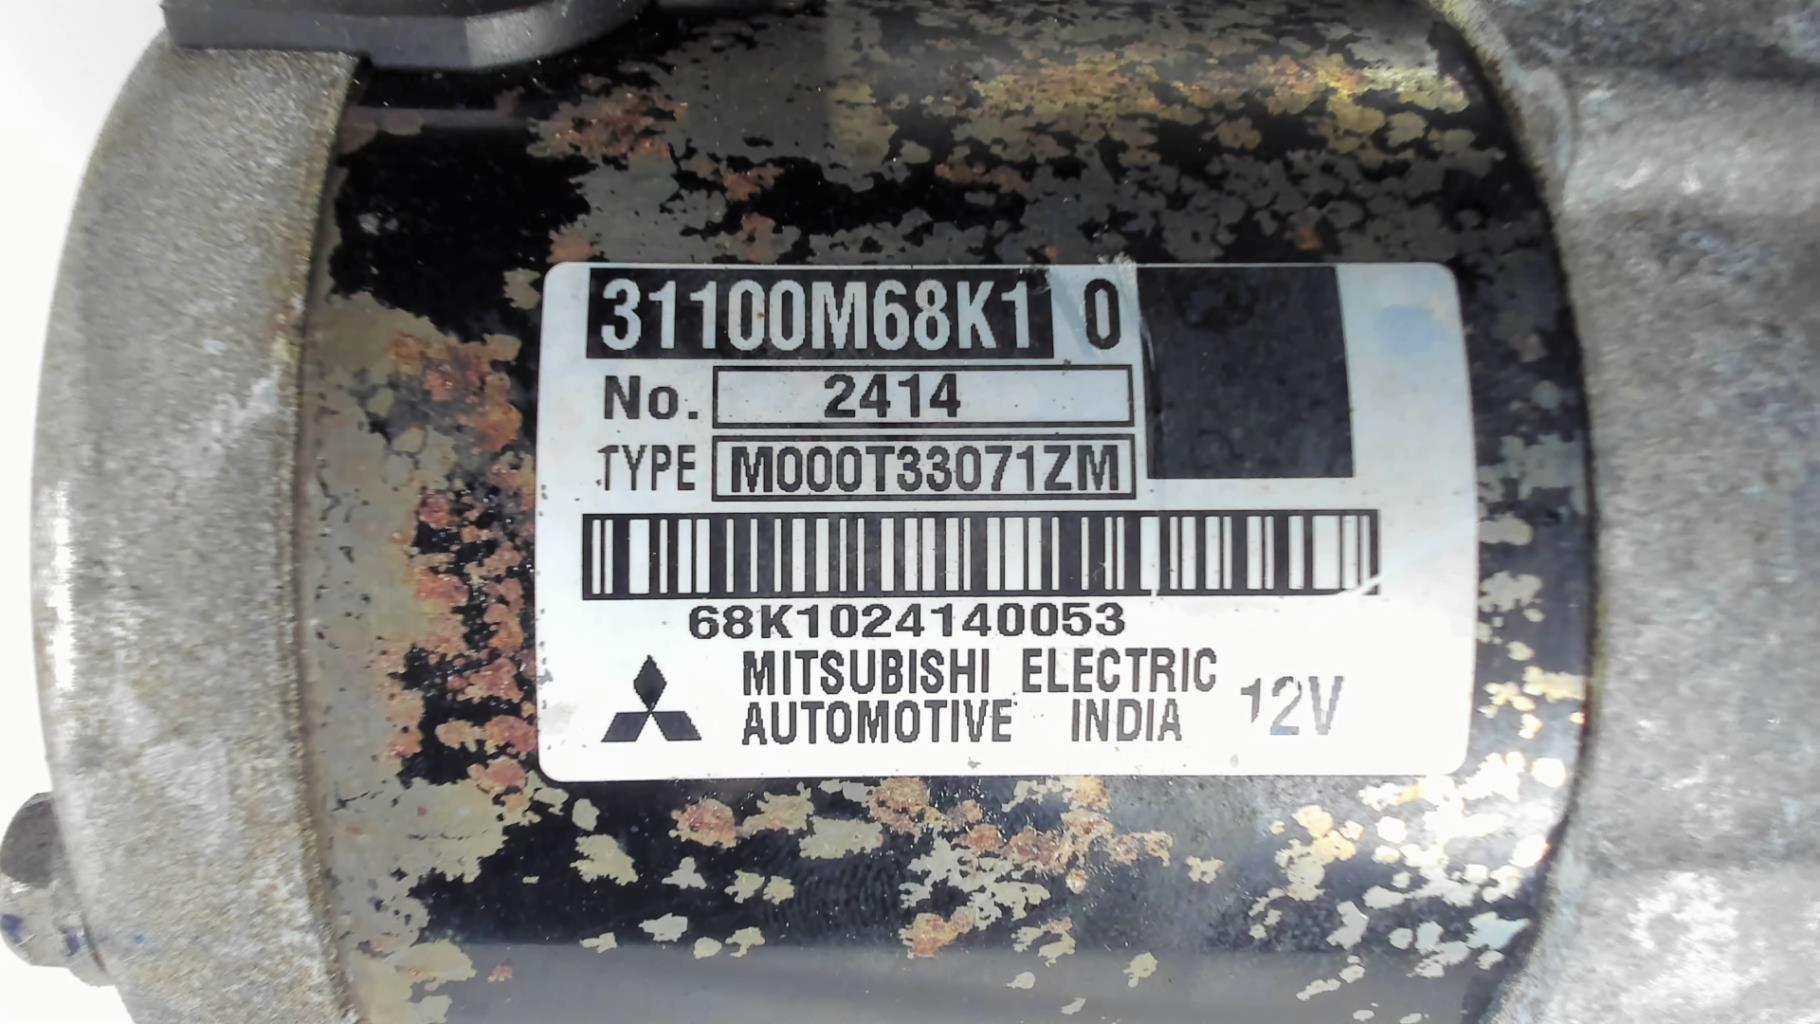 31100M68K1 0
No. 2414
TYPE M000T33071ZM
68K1024140053
MITSUBISHI ELECTRIC
AUTOMOTIVE INDIA 12V